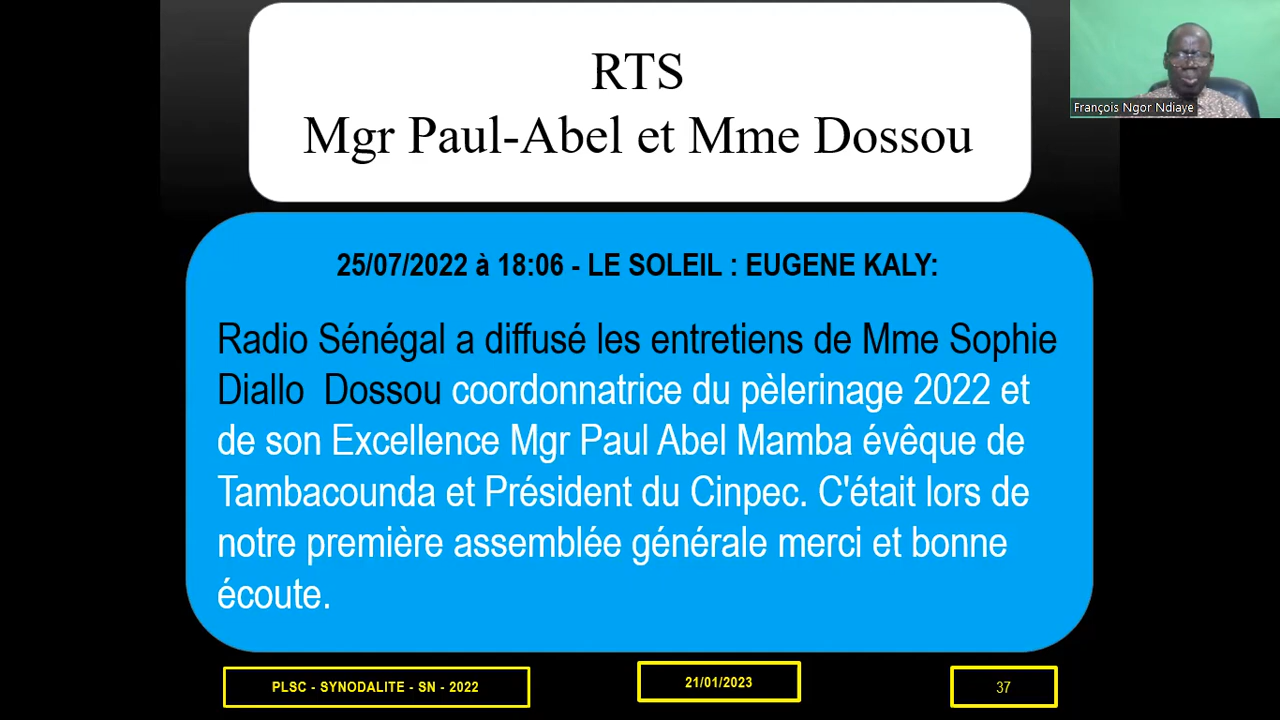 RTS
Mgr Paul-Abel et Mme Dossou
François Ngor Ndiaye
25/07/2022 à 18:06 - LE SOLEIL : EUGENE KALY:
Radio Sénégal a diffusé les entretiens de Mme Sophie
Diallo Dossou coordonnatrice du pèlerinage 2022 et
de son Excellence Mgr Paul Abel Mamba évêque de
Tambacounda et Président du Cinpec. C'était lors de
notre première assemblée générale merci et bonne
écoute.
PLSC - SYNODALITE - SN - 2022
21/01/2023
37